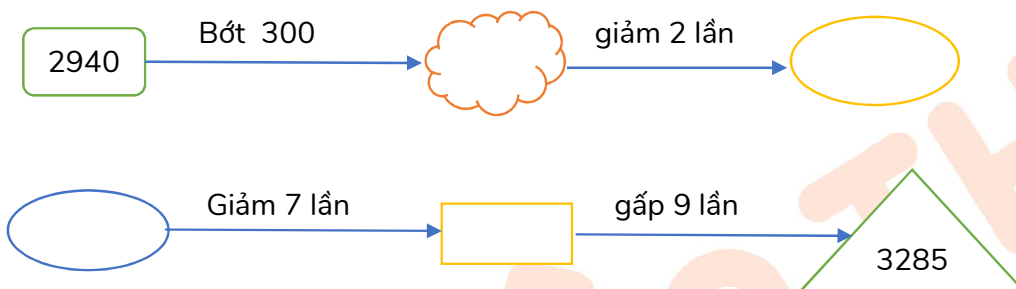 Bớt 300
giảm 2 lần
2940
Giảm 7 lần
gấp 9 lần
3285